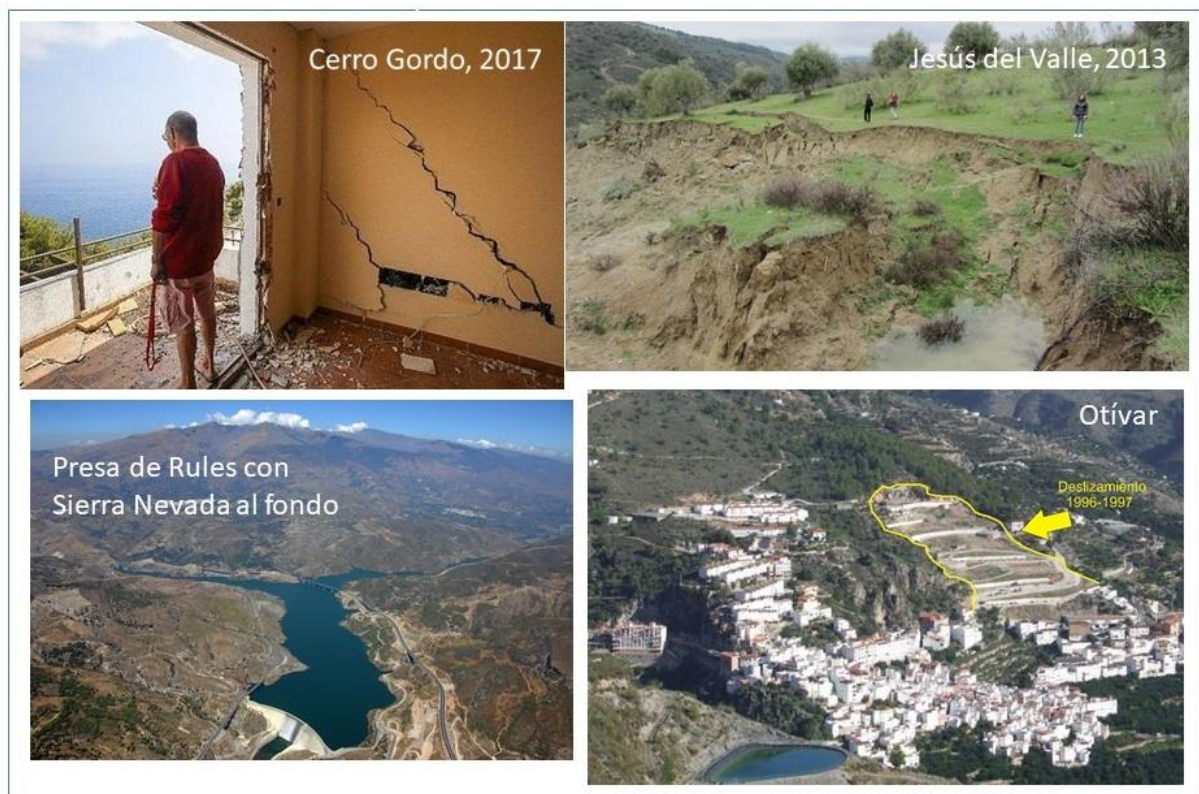 Cerro Gordo, 2017
Jesús del Valle, 2013
Presa de Rules con
Sierra Nevada al fondo
Otívar
Deslizamiento
1996-1997